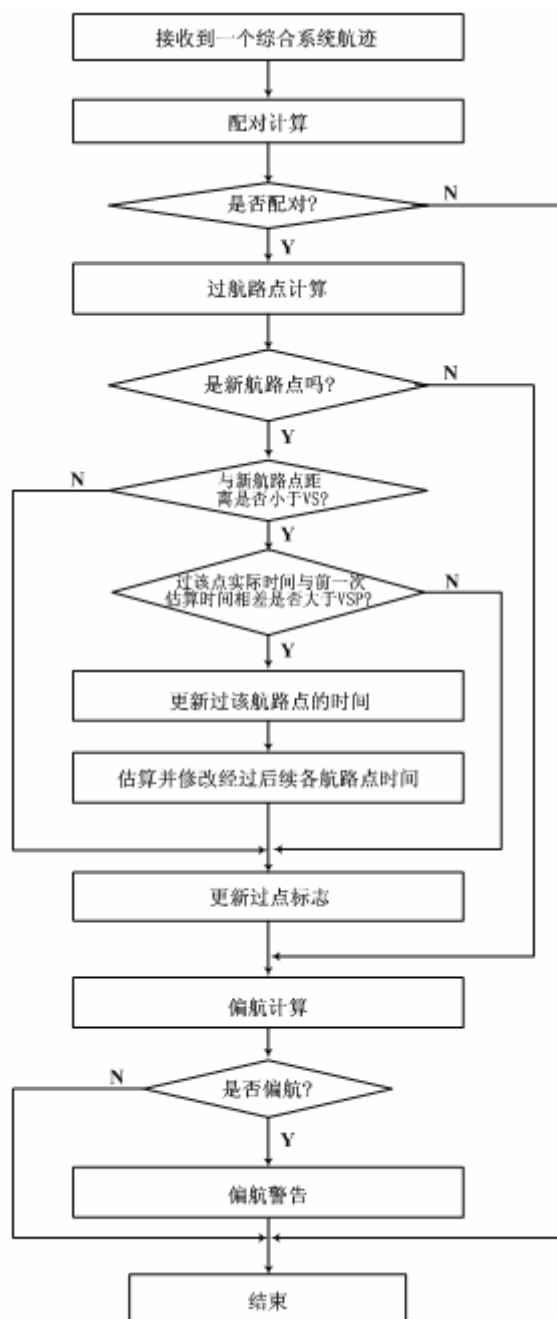 接收到一个综合系统航迹
配对计算
是否配对?
N
Y
过航路点计算
是新航路点吗?
N
Y
N
与新航路点距
离是否小于VS?
Y
过该点实际时间与前一次
估算时间相差是否大于VSP?
N
Y
更新过该航路点的时间
估算并修改经过后续各航路点时间
更新过点标志
偏航计算
N
是否偏航?
Y
偏航警告
结束